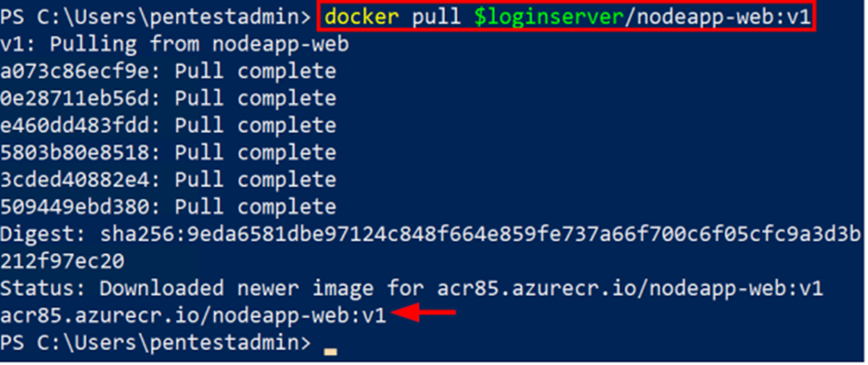 PS C:\Users\pentestadmin> docker pull $loginserver/nodeapp-web:v1
v1: Pulling from nodeapp-web
a073c86ecf9e: Pull complete
0e28711eb56d: Pull complete
e460dd483fdd: Pull complete
5803b80e8518: Pull complete
3cded40882e4: Pull complete
509449ebd380: Pull complete
Digest: sha256:9eda6581dbe97124c848f664e859fe737a66f700c6f05cfc9a3d3b
212f97ec20
Status: Downloaded newer image for acr85.azurecr.io/nodeapp-web:v1
acr85.azurecr.io/nodeapp-web:v1
PS C:\Users\pentestadmin>